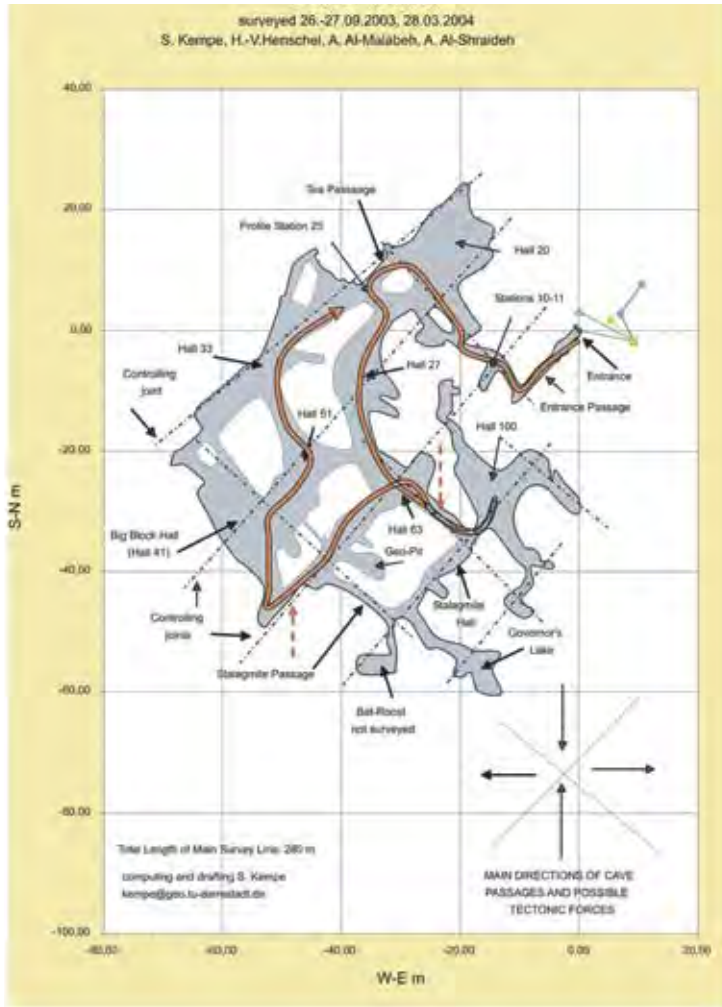 surveyed 26.-27.09.2003, 28.03.2004
S. Kempe, H.-V.Henschel, A. Al-Malabeh, A. Al-Shraideh
40,00
20,00
0.00
-20,00
-40,00
-60,00
-80,00
-100,00
S-N m
Tea Passage
Profile Station 25
Hall 20
Stations 10-11
Hall 33
Hall 27
Entrance
Controlling
joint
Entrance Passage
Hall 51
Hall 100
Big Block Hall
(Hall 41)
Hall 63
Geo-Pit
Controlling
joints
Stalagmite
Hall
Governor's
Lake
Stalagmite Passage
Bat-Roost
not surveyed
Total Length of Main Survey Line: 280 m
computing and drafting S. Kempe
kempe@geo.tu-darmstadt.de
MAIN DIRECTIONS OF CAVE
PASSAGES AND POSSIBLE
TECTONIC FORCES
-80,00 -60,00 -40,00 -20,00 0.00 20,00
W-E m